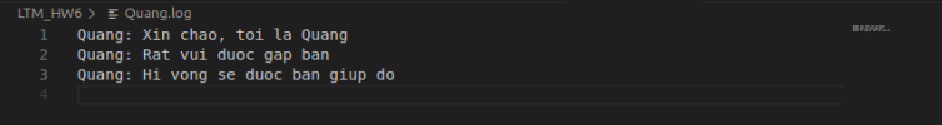 LTM_HW6 > Quang.log
1 Quang: Xin chao, toi la Quang
2 Quang: Rat vui duoc gap ban
3 Quang: Hi vong se duoc ban giup do
4